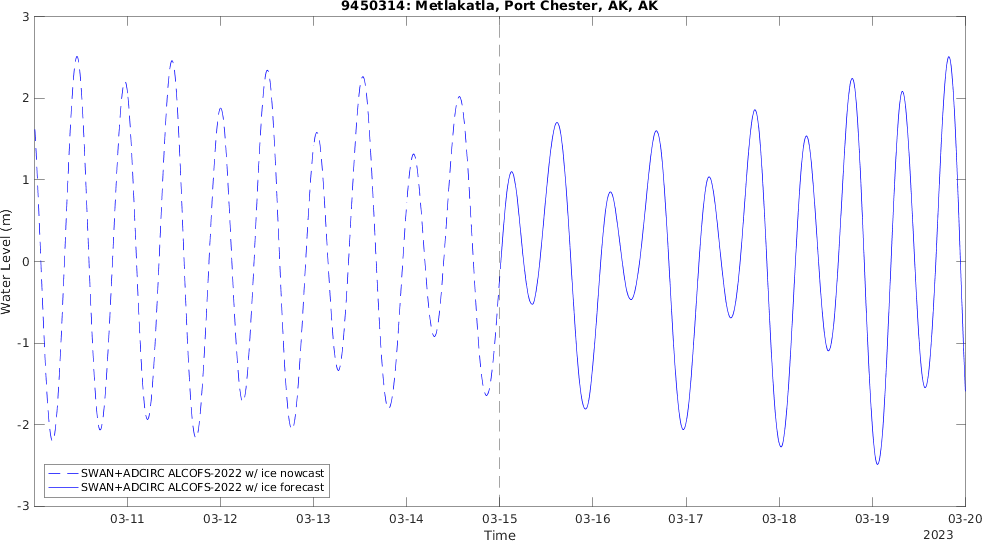 9450314: Metlakatla, Port Chester, AK, AK
3
2
1
0
-1
-2
-3
Water Level (m)
SWAN+ADCIRC ALCOFS-2022 w/ ice nowcast
SWAN+ADCIRC ALCOFS-2022 w/ ice forecast
03-11 03-12 03-13 03-14 03-15 03-16 03-17 03-18 03-19 03-20
Time
2023